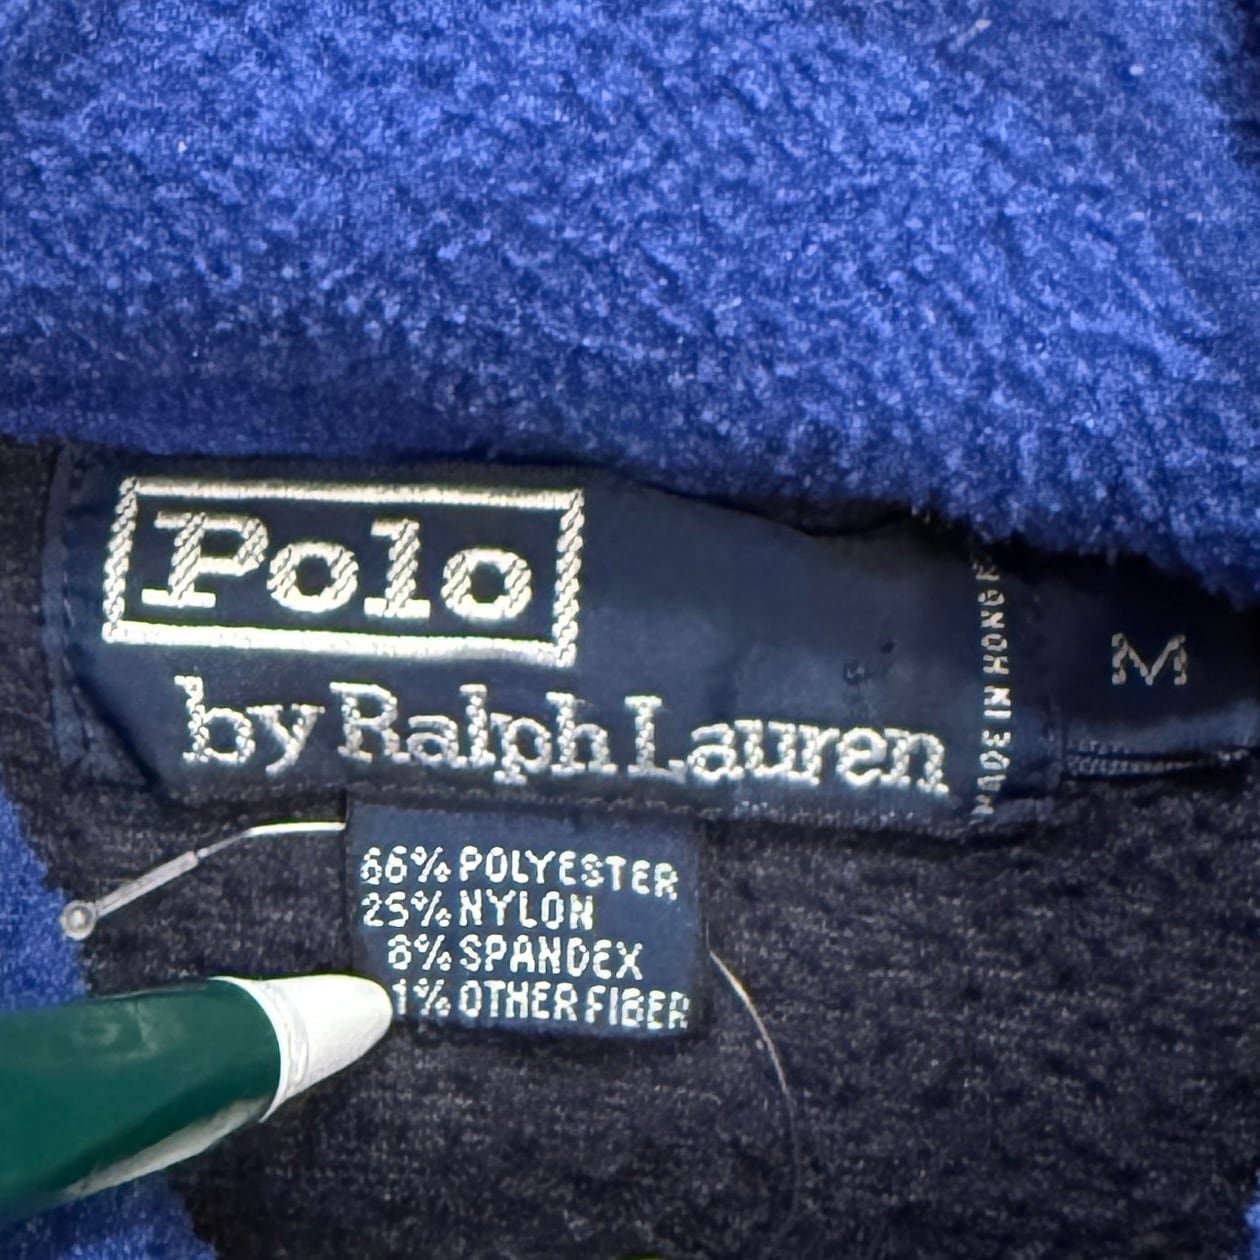 Polo
by Ralph Lauren
MADE IN HONG
M
66% POLYESTER
25% NYLON
8% SPANDEX
1% OTHER FIBER